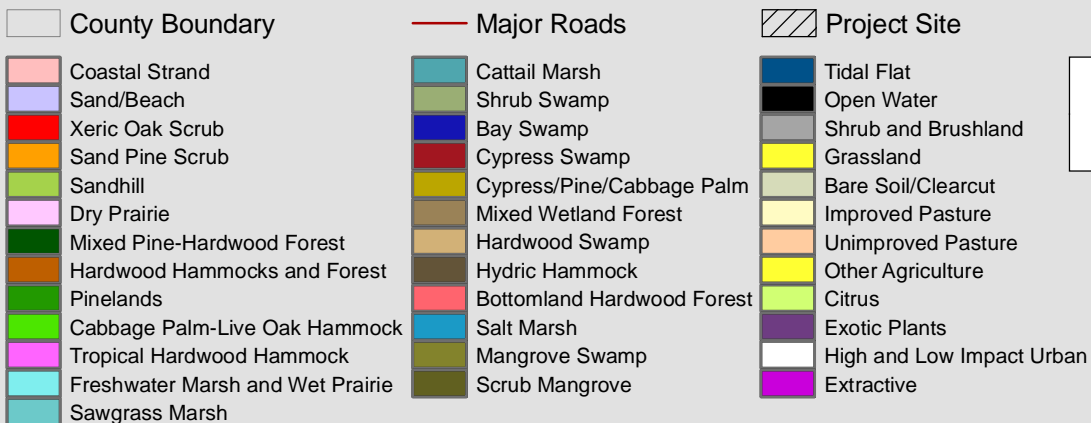 County Boundary
Major Roads
Project Site
Coastal Strand
Sand/Beach
Xeric Oak Scrub
Sand Pine Scrub
Sandhill
Dry Prairie
Mixed Pine-Hardwood Forest
Hardwood Hammocks and Forest
Pinelands
Cabbage Palm-Live Oak Hammock
Tropical Hardwood Hammock
Freshwater Marsh and Wet Prairie
Sawgrass Marsh
Cattail Marsh
Shrub Swamp
Bay Swamp
Cypress Swamp
Cypress/Pine/Cabbage Palm
Mixed Wetland Forest
Hardwood Swamp
Hydric Hammock
Bottomland Hardwood Forest
Salt Marsh
Mangrove Swamp
Scrub Mangrove
Tidal Flat
Open Water
Shrub and Brushland
Grassland
Bare Soil/Clearcut
Improved Pasture
Unimproved Pasture
Other Agriculture
Citrus
Exotic Plants
High and Low Impact Urban
Extractive